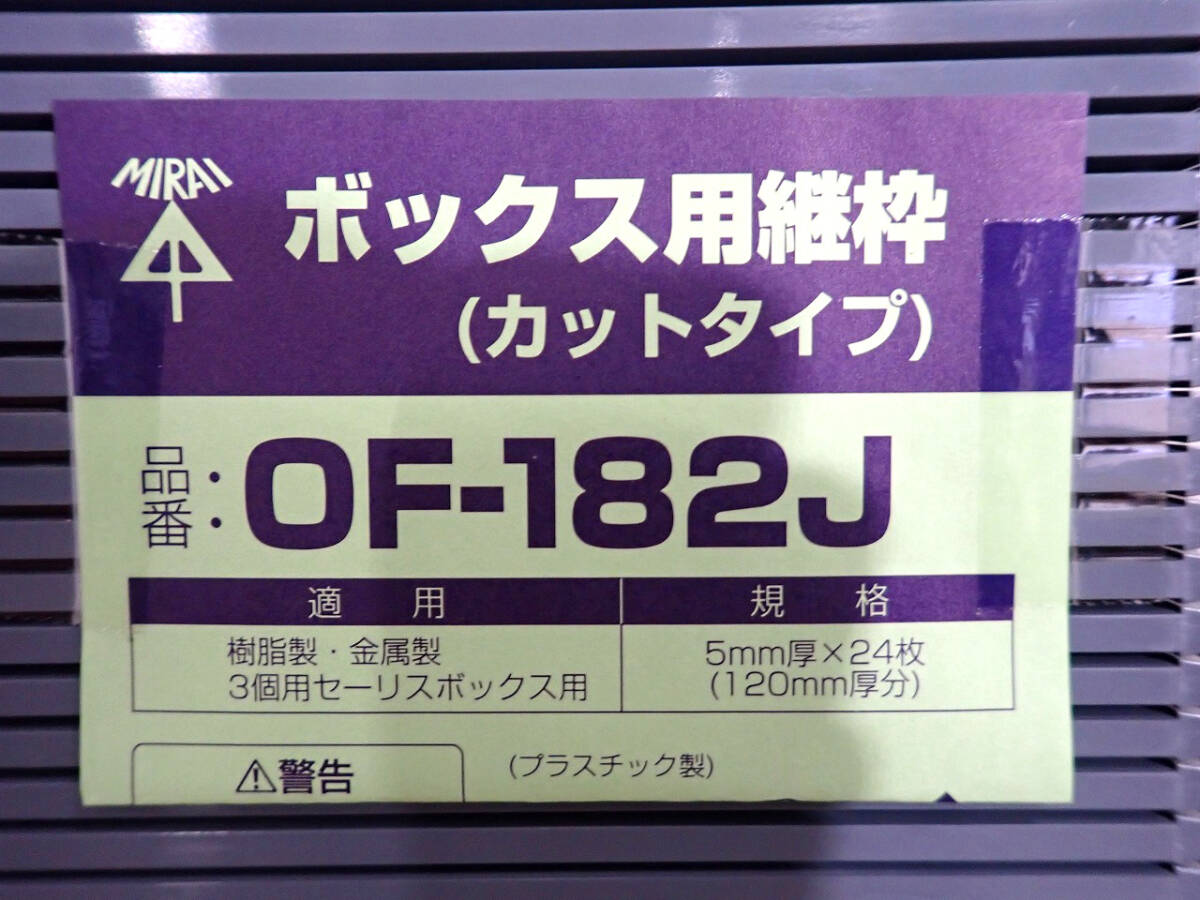 MIRAI
ボックス用継枠
(カットタイプ)
品番:OF-182J
適用 規格
樹脂製・金属製
3個用セーリスボックス用
5mm厚×24枚
(120mm厚分)
⚠警告
(プラスチック製)